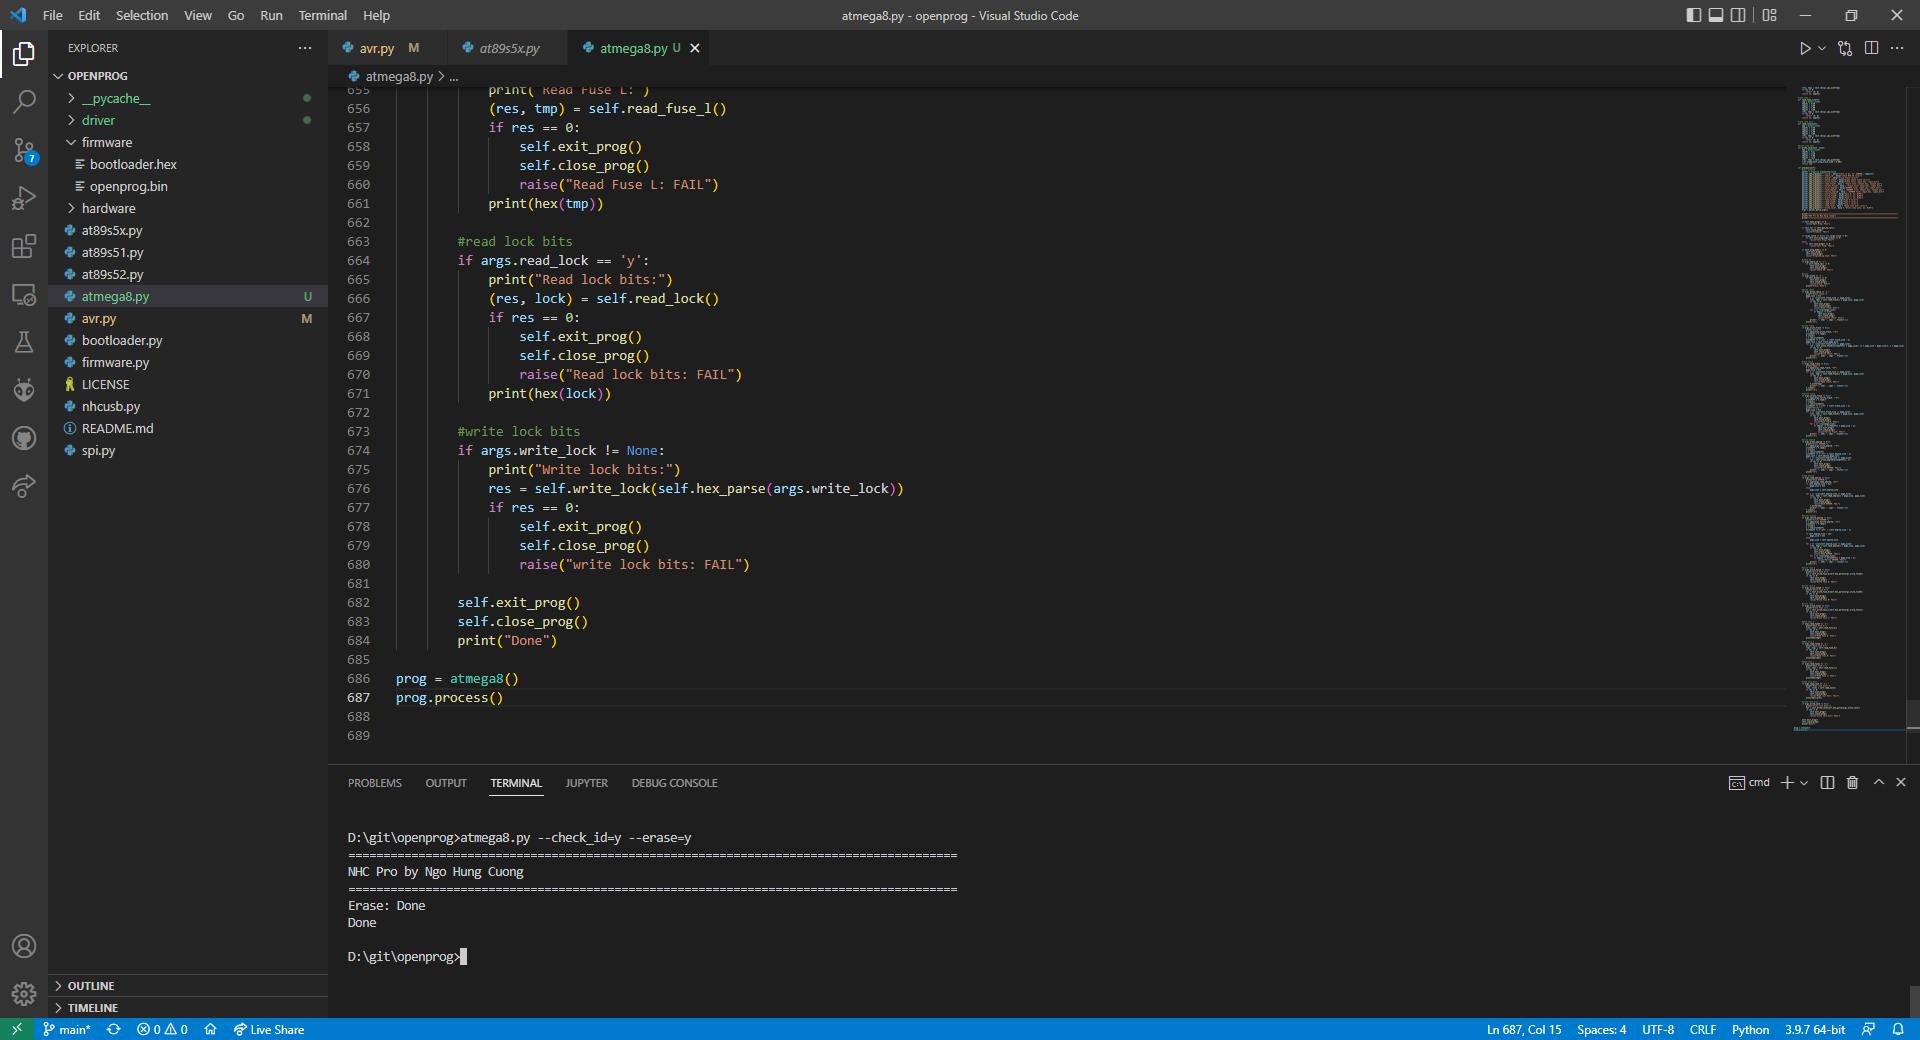 File Edit Selection View Go Run Terminal Help
atmega8.py - openprog - Visual Studio Code
EXPLORER
OPENPROG
__pycache__
driver
firmware
bootloader.hex
openprog.bin
hardware
at89s5x.py
at89s51.py
at89s52.py
atmega8.py U
avr.py M
bootloader.py
firmware.py
LICENSE
nhcusb.py
README.md
spi.py
OUTLINE
TIMELINE
7
avr.py M at89s5x.py atmega8.py U
atmega8.py > ...
655 print("Read Fuse L:")
656 (res, tmp) = self.read_fuse_l()
657 if res == 0:
658 self.exit_prog()
659 self.close_prog()
660 raise("Read Fuse L: FAIL")
661 print(hex(tmp))
662
663 #read lock bits
664 if args.read_lock == 'y':
665 print("Read lock bits:")
666 (res, lock) = self.read_lock()
667 if res == 0:
668 self.exit_prog()
669 self.close_prog()
670 raise("Read lock bits: FAIL")
671 print(hex(lock))
672
673 #write lock bits
674 if args.write_lock != None:
675 print("Write lock bits:")
676 res = self.write_lock(self.hex_parse(args.write_lock))
677 if res == 0:
678 self.exit_prog()
679 self.close_prog()
680 raise("write lock bits: FAIL")
681
682 self.exit_prog()
683 self.close_prog()
684 print("Done")
685
686 prog = atmega8()
687 prog.process()
688
689
PROBLEMS OUTPUT TERMINAL JUPYTER DEBUG CONSOLE
cmd
D:\git\openprog>atmega8.py --check_id=y --erase=y
=======================================================================================
NHC Pro by Ngo Hung Cuong
=======================================================================================
Erase: Done
Done
D:\git\openprog>
main* 0 0 Live Share
Ln 687, Col 15 Spaces: 4 UTF-8 CRLF Python 3.9.7 64-bit